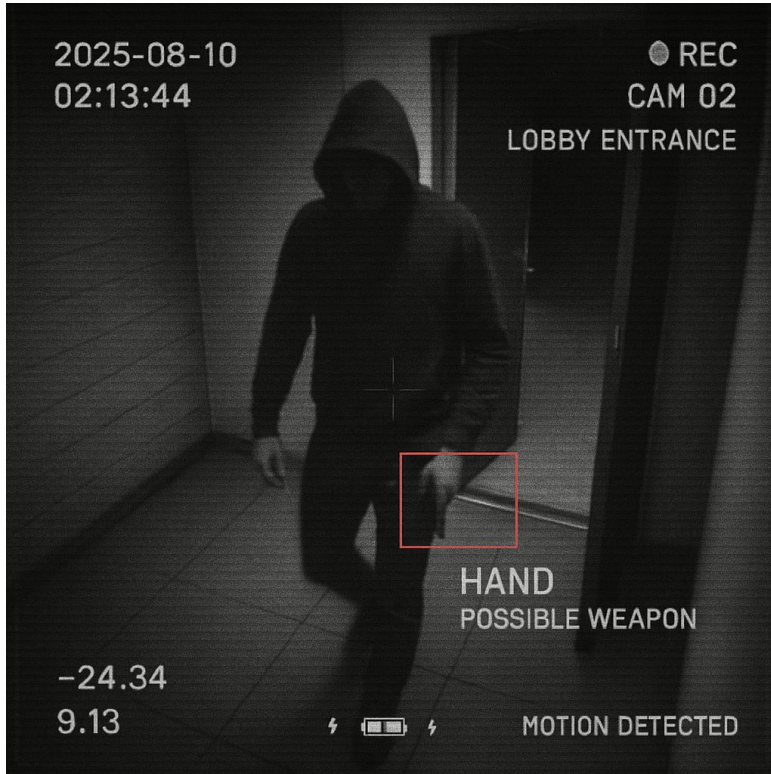 2025-08-10
02:13:44
REC
CAM 02
LOBBY ENTRANCE
HAND
POSSIBLE WEAPON
−24.34
9.13
MOTION DETECTED